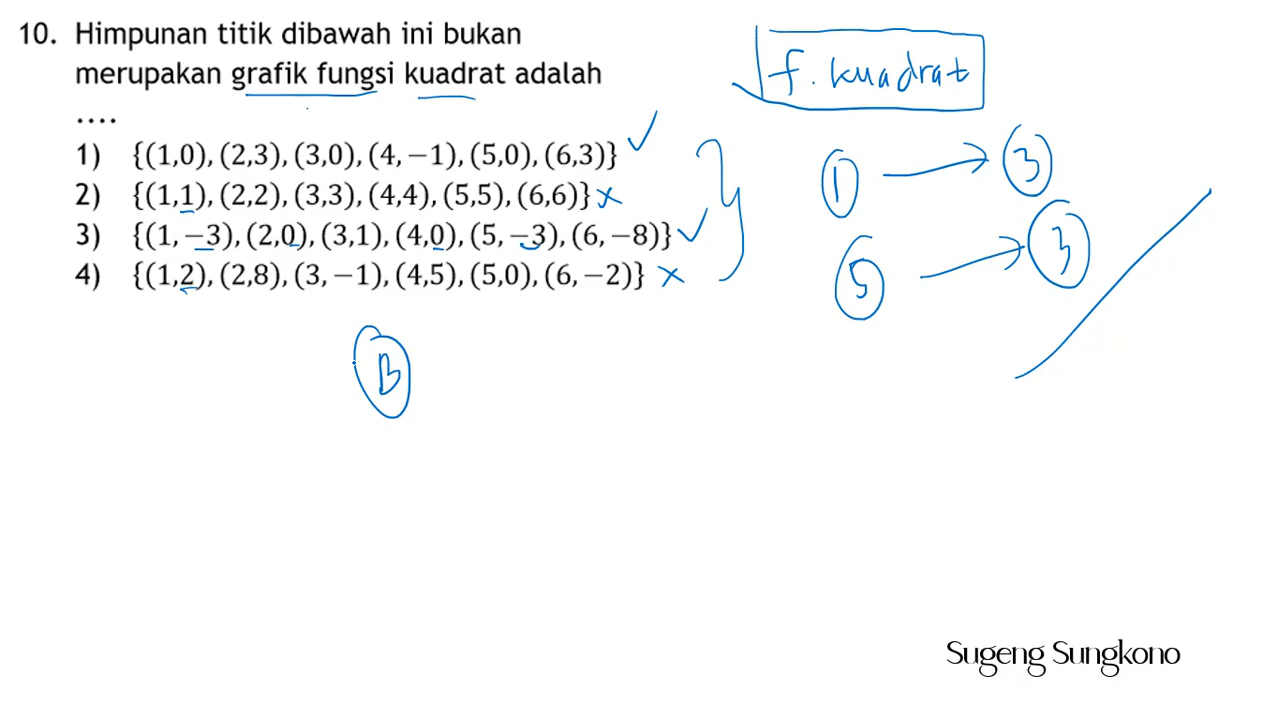 10. Himpunan titik dibawah ini bukan
merupakan grafik fungsi kuadrat adalah
....
1) {(1,0), (2,3), (3,0), (4, −1), (5,0), (6,3)} ✓
2) {(1,1), (2,2), (3,3), (4,4), (5,5), (6,6)} x
3) {(1, −3), (2,0), (3,1), (4,0), (5, −3), (6, −8)} ✓
4) {(1,2), (2,8), (3, −1), (4,5), (5,0), (6, −2)} x
B
f. kuadrat
1 → 3
5 → 3
Sugeng Sungkono